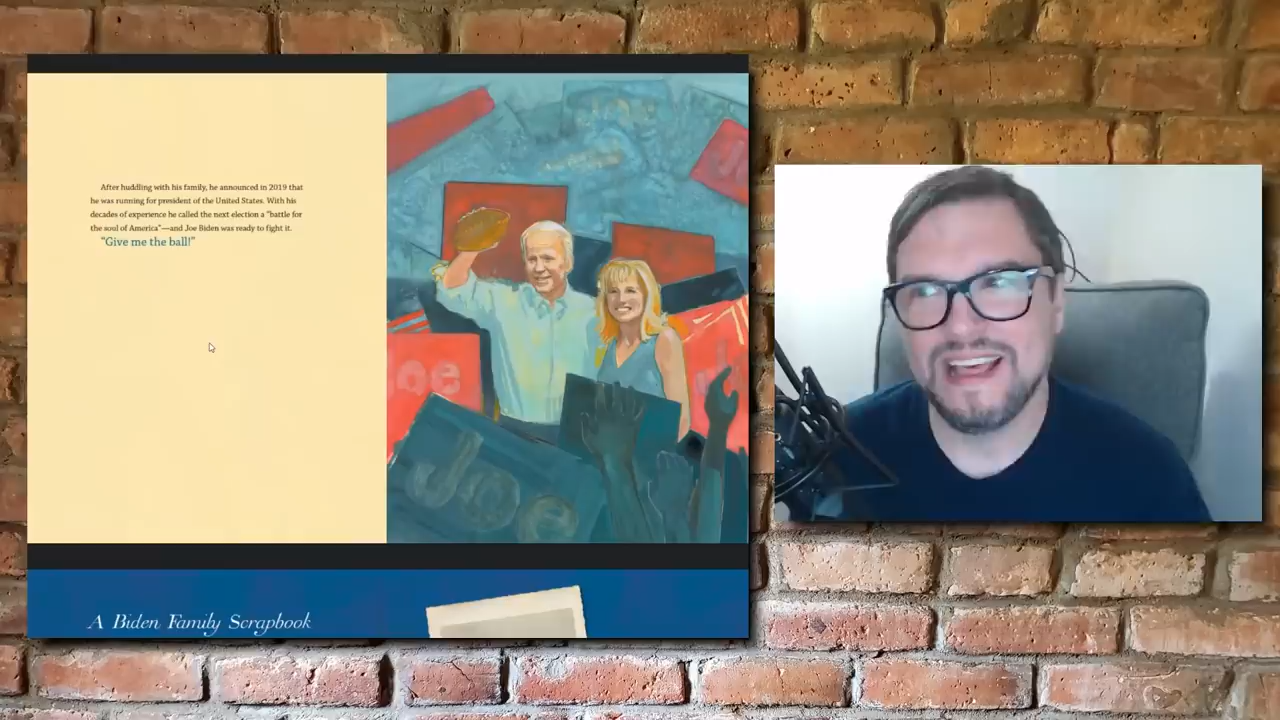 After huddling with his family, he announced in 2019 that
he was running for president of the United States. With his
decades of experience he called the next election a "battle for
the soul of America"—and Joe Biden was ready to fight it.
"Give me the ball!"
oe
Joe
A Biden Family Scrapbook